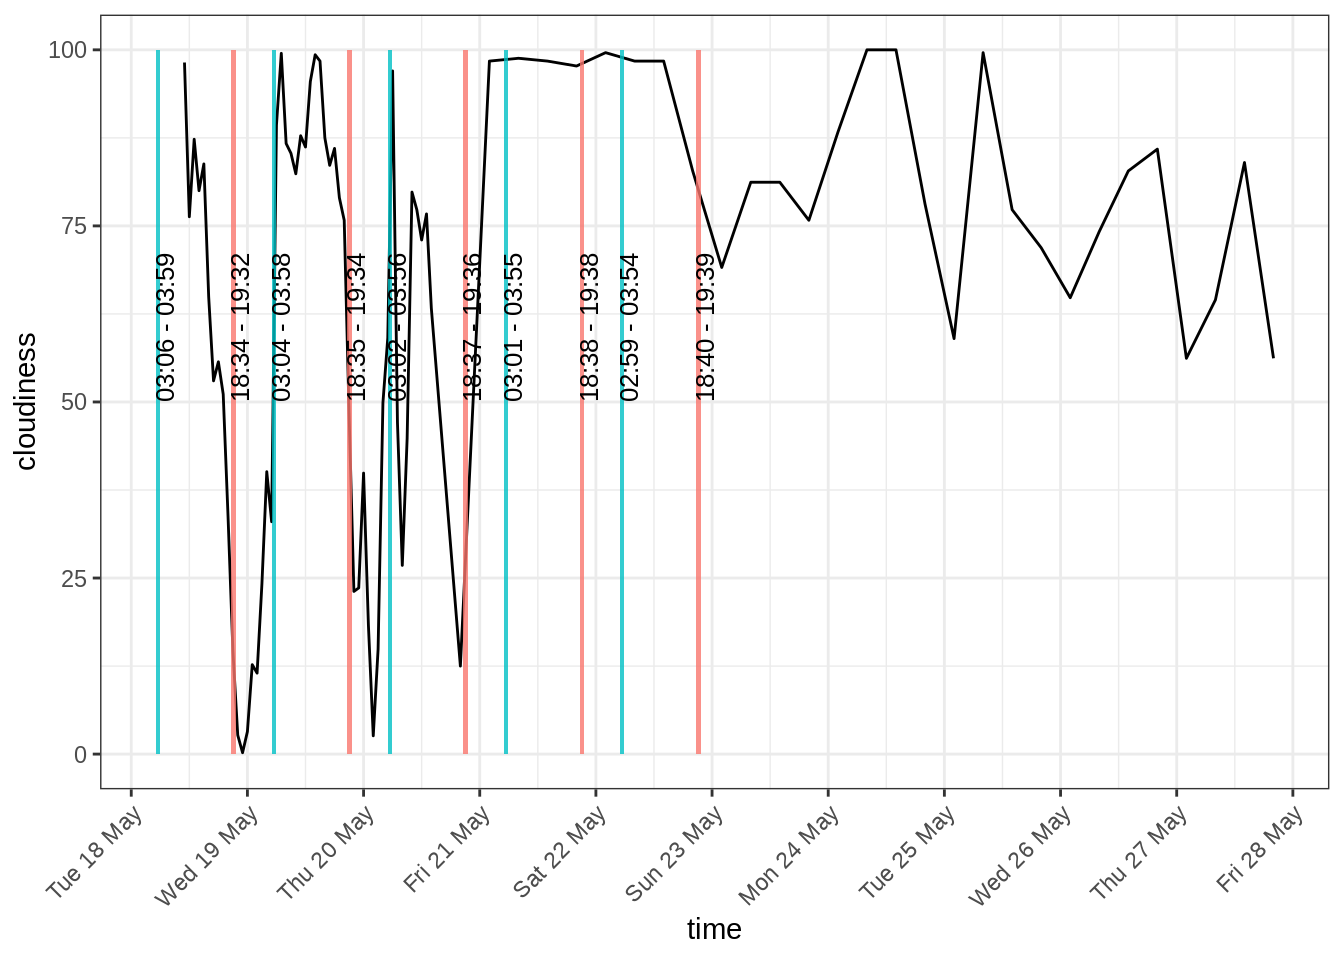 cloudiness
100
75
50
25
0
03:06 - 03:59
18:34 - 19:32
03:04 - 03:58
18:35 - 19:34
03:02 - 03:56
18:37 - 19:36
03:01 - 03:55
18:38 - 19:38
02:59 - 03:54
18:40 - 19:39
Tue 18 May
Wed 19 May
Thu 20 May
Fri 21 May
Sat 22 May
Sun 23 May
Mon 24 May
Tue 25 May
Wed 26 May
Thu 27 May
Fri 28 May
time